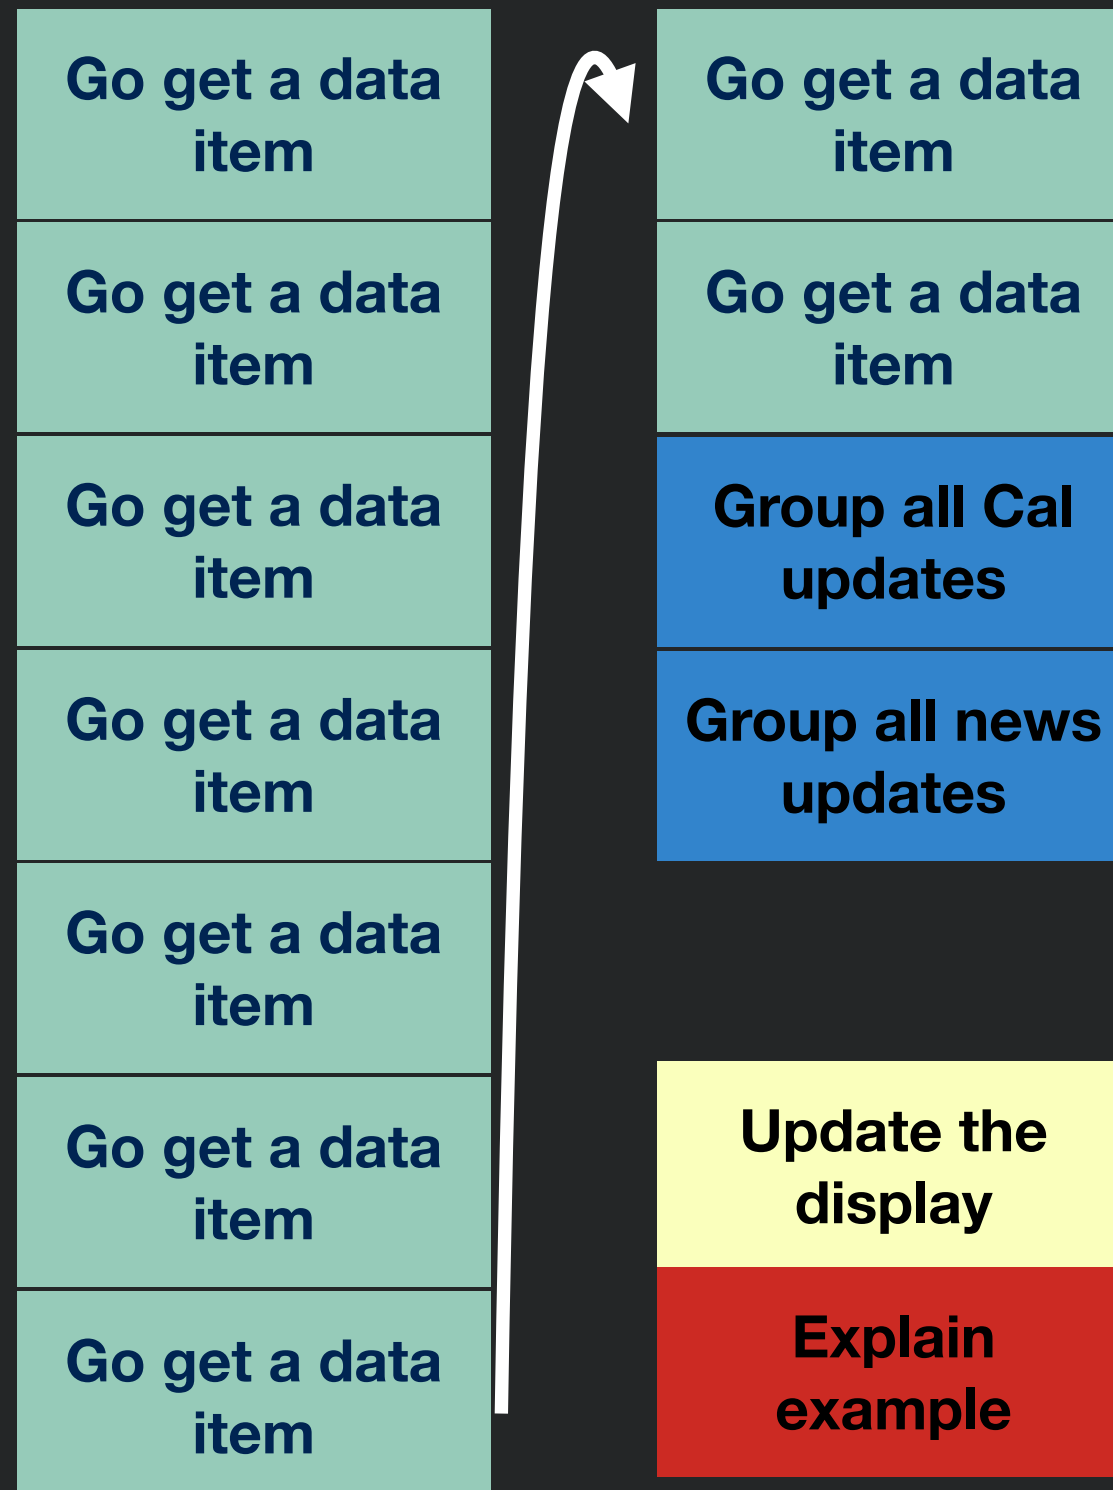 Go get a data
item
Go get a data
item
Go get a data
item
Go get a data
item
Go get a data
item
Go get a data
item
Go get a data
item
Go get a data
item
Go get a data
item
Group all Cal
updates
Group all news
updates
Update the
display
Explain
example